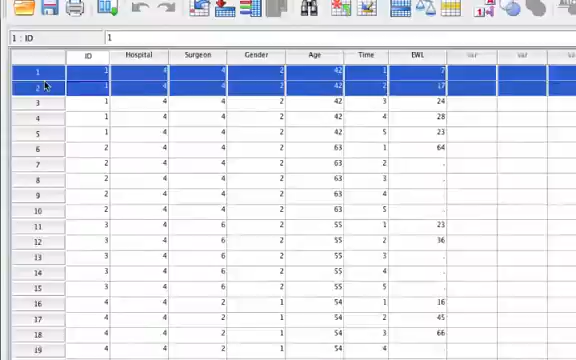 1 : ID 1
ID Hospital Surgeon Gender Age Time EWL var var va
1 1 4 4 2 42 1 7
2 1 4 4 2 42 2 17
3 1 4 4 2 42 3 24
4 1 4 4 2 42 4 28
5 1 4 4 2 42 5 23
6 2 4 4 2 63 1 64
7 2 4 4 2 63 2 .
8 2 4 4 2 63 3 .
9 2 4 4 2 63 4 .
10 2 4 4 2 63 5 .
11 3 4 6 2 55 1 23
12 3 4 6 2 55 2 36
13 3 4 6 2 55 3 .
14 3 4 6 2 55 4 .
15 3 4 6 2 55 5 .
16 4 4 2 1 54 1 16
17 4 4 2 1 54 2 45
18 4 4 2 1 54 3 66
19 4 4 2 1 54 4